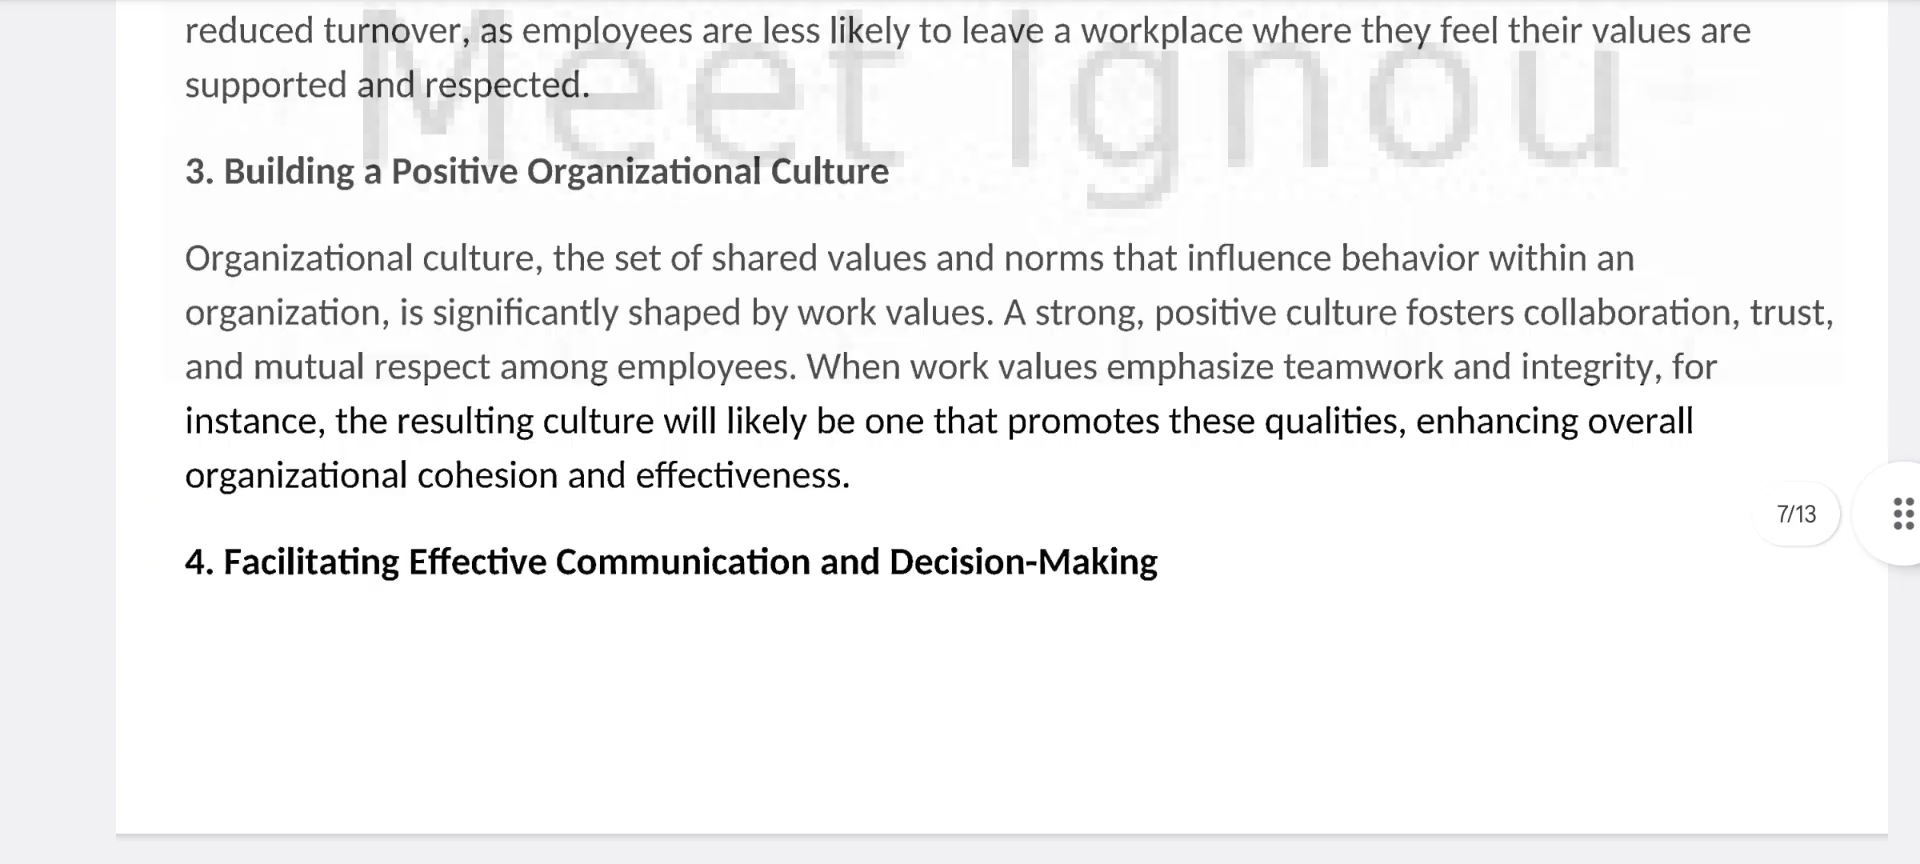 reduced turnover, as employees are less likely to leave a workplace where they feel their values are
supported and respected.
Meet Ignou
3. Building a Positive Organizational Culture
Organizational culture, the set of shared values and norms that influence behavior within an
organization, is significantly shaped by work values. A strong, positive culture fosters collaboration, trust,
and mutual respect among employees. When work values emphasize teamwork and integrity, for
instance, the resulting culture will likely be one that promotes these qualities, enhancing overall
organizational cohesion and effectiveness.
7/13
4. Facilitating Effective Communication and Decision-Making